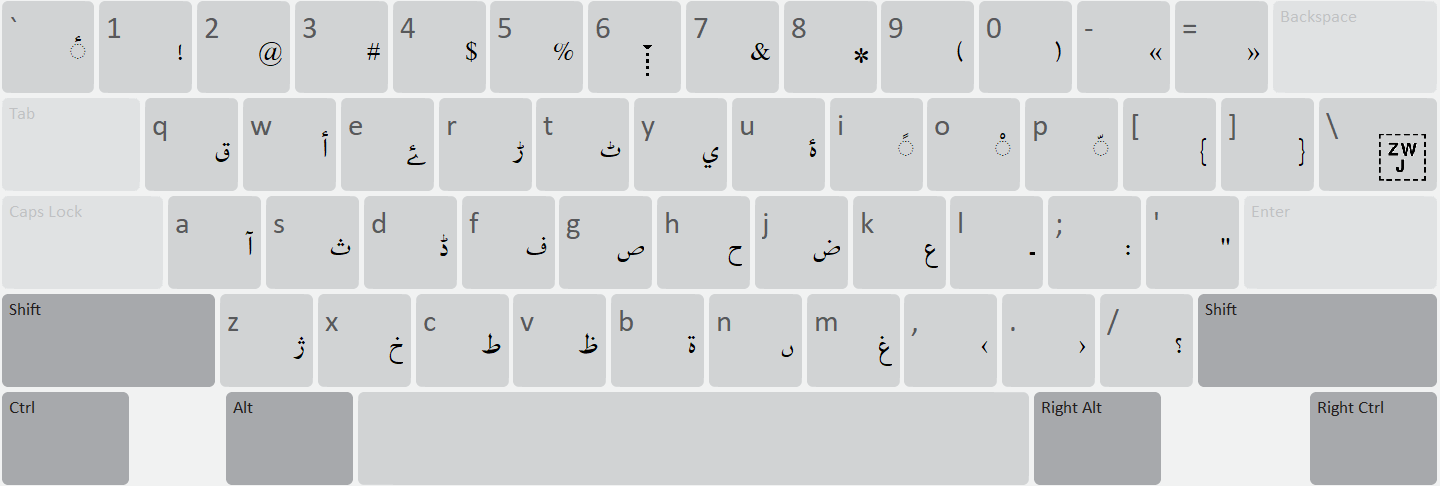 ` ◌ٔ 1 ! 2 @ 3 # 4 $ 5 % 6 7 & 8 * 9 ( 0 ) - « = » Backspace
Tab q ق w أ e ئے r ڑ t ٹ y ي u ۂ i ◌ً o p ◌ّ [ { ] } \ ZWJ
Caps Lock a آ s ث d ڈ f ف g ص h ح j ض k ع l ۔ ; : ' " Enter
Shift z ژ x خ c ط v ظ b ة n ں m غ , ‹ . › / ؟ Shift
Ctrl Alt Right Alt Right Ctrl